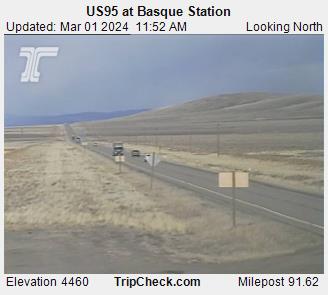 US95 at Basque Station
Updated: Mar 01 2024 11:52 AM Looking North
Elevation 4460 TripCheck.com Milepost 91.62